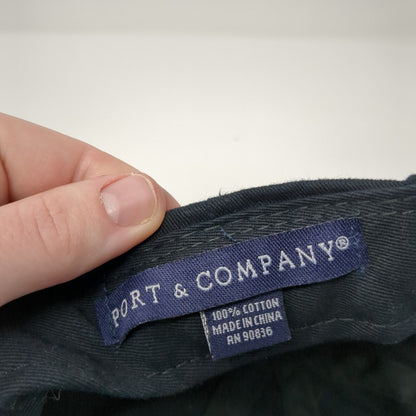 PORT & COMPANY®
100% COTTON
MADE IN CHINA
RN 90836